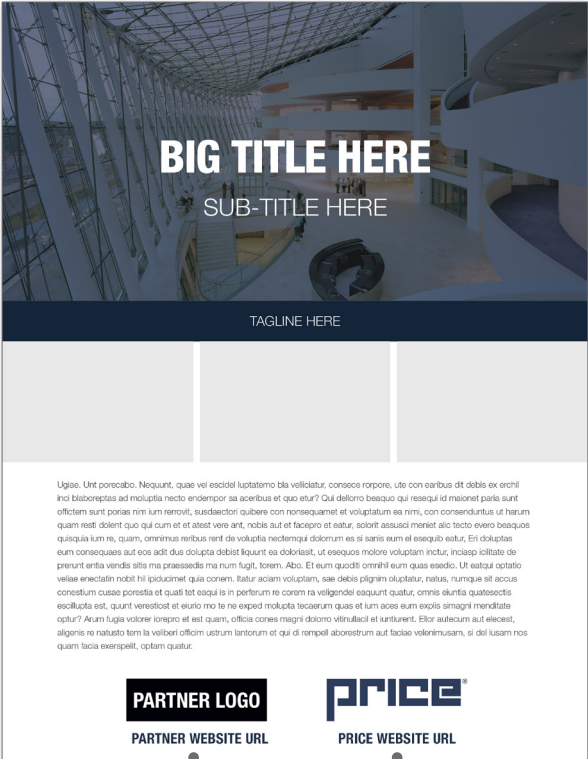 BIG TITLE HERE
SUB-TITLE HERE
TAGLINE HERE
Ugiae. Unt porecabo. Nequunt, quae vel escidel luptatemo bla velliciatur, consece rorpore, ute con earibus dit debis ex erchil
inci blaboreptas ad moluptia necto endempor sa aceribus et quo etur? Qui dellorro beaquo qui resequi id maionet paria sunt
offictem sunt porias nim ium rerrovit, susdaectori quibere con nonsequamet et voluptatum ea nimi, con consenduntus ut harum
quam resti dolent quo qui cum et et atest vere ant, nobis aut et facepro et eatur, solorit assusci meniet alic tecto evero beaquos
quisquia ium re, quam, omnimus reribus rent de voluptia nectemqui dolorrum es si sanis eum el esequib eatur, Eri doluptas
eum consequaes aut eos adit dus dolupta debist liquunt ea doloriasit, ut esequos molore voluptam inctur, inciasp icilitate de
prerunt entia vendis sitis ma praessedis ma num fugit, torem. Abo. Et eum quoditi omnihil eum quas esedio. Ut eatqui optatio
veliae enectatin nobit hil ipiducimet quia conem. Itatur aciam voluptam, sae debis plignim oluptatur, natus, numque sit accus
conestium cusae porestia et quati tet eaqui is in perferum re corem ra veligendei eaquunt quatur, omnis eiuntia quatesectis
escillupta est, quunt verestiost et eiurio mo te ne exped molupta tecaerum quas et ium aces eum explis simagni menditate
optur? Arum fugia volorer iorepro et est quam, officia cones magni dolorro vitinullacil et iuntiurent. Ellor autecum aut elecest,
aligenis re natusto tem la veliberi officim ustrum lantorum et qui di rempell aborestrum aut faciae velenimusam, si del iusam nos
quam facia exerspelit, optam quatur.
PARTNER LOGO
price®
PARTNER WEBSITE URL
PRICE WEBSITE URL